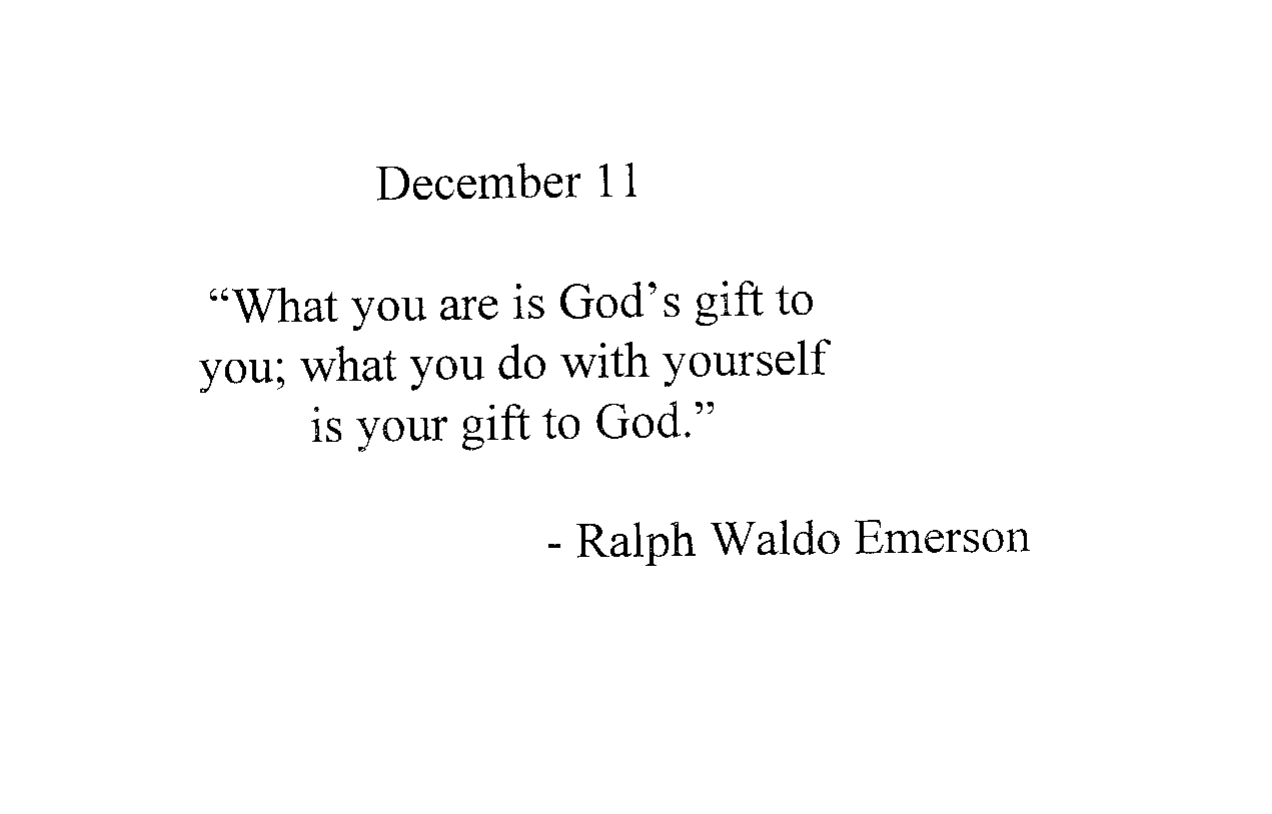 December 11
“What you are is God’s gift to
you; what you do with yourself
is your gift to God.”
- Ralph Waldo Emerson